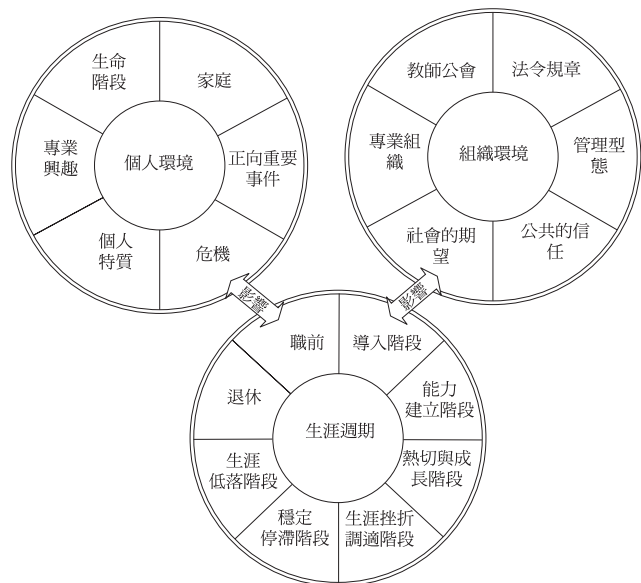 生命
階段
家庭
專業
興趣
個人環境
正向重要
事件
個人
特質
危機
教師公會
法令規章
專業組
織
組織環境
管理型
態
社會的期
望
公共的信
任
影響
影響
職前
導入階段
退休
能力
建立階段
生涯週期
生涯
低落階段
熱切與成
長階段
穩定
停滯階段
生涯挫折
調適階段